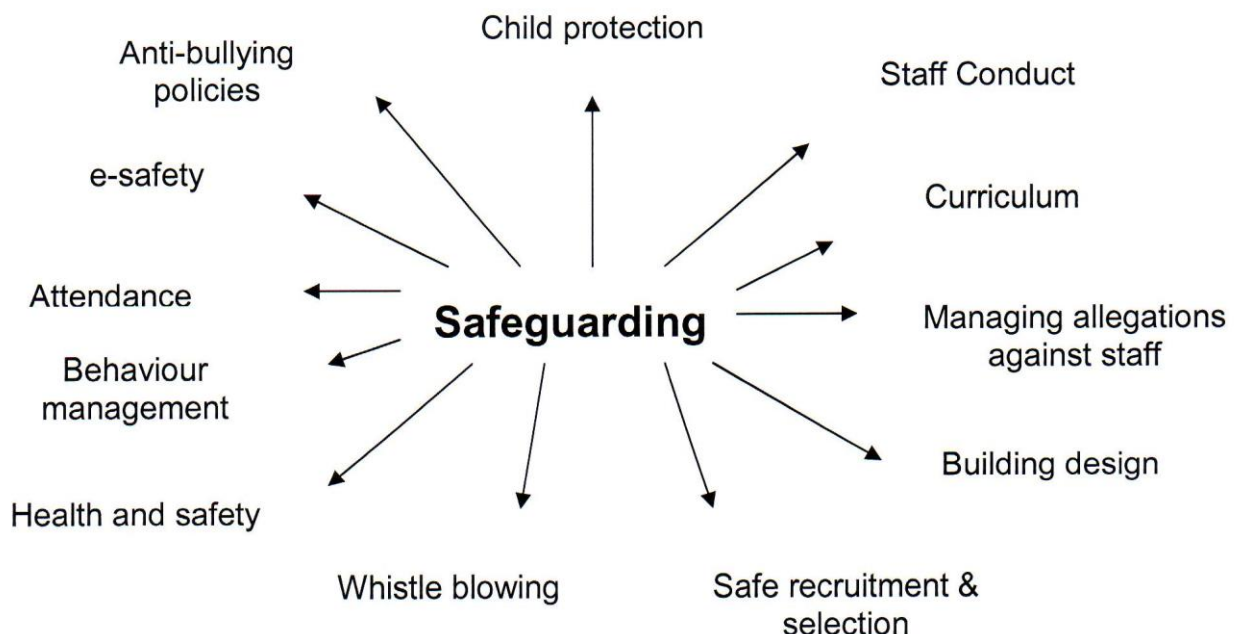 Child protection
Anti-bullying
policies
Staff Conduct
e-safety
Curriculum
Attendance
Safeguarding
Managing allegations
against staff
Behaviour
management
Building design
Health and safety
Whistle blowing
Safe recruitment &
selection